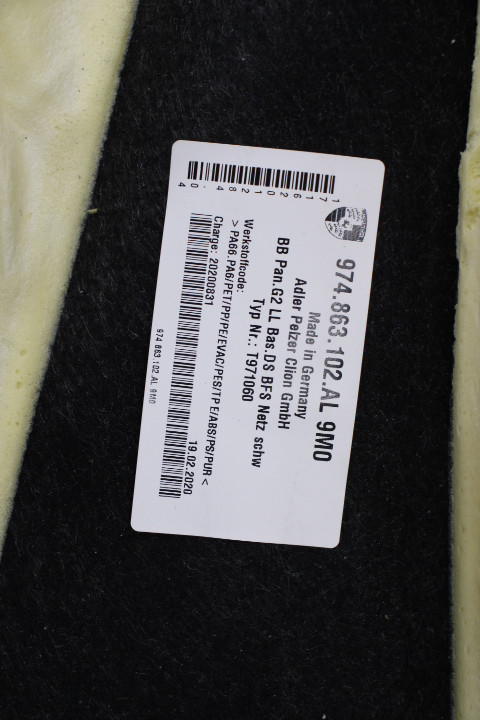 974.863.102.AL 9M0
Made in Germany
Adler Pelzer Clion GmbH
BB Pan.G2 LL Bas.DS BFS Netz schw
Typ Nr.: T971060
Werkstoffcode:
> PA66.PA6/PET/PP/PE/EVAC/PES/TPE/ABS/PS/PUR <
Charge: 20200831
19.02.2020
974 863 102 AL 9M0